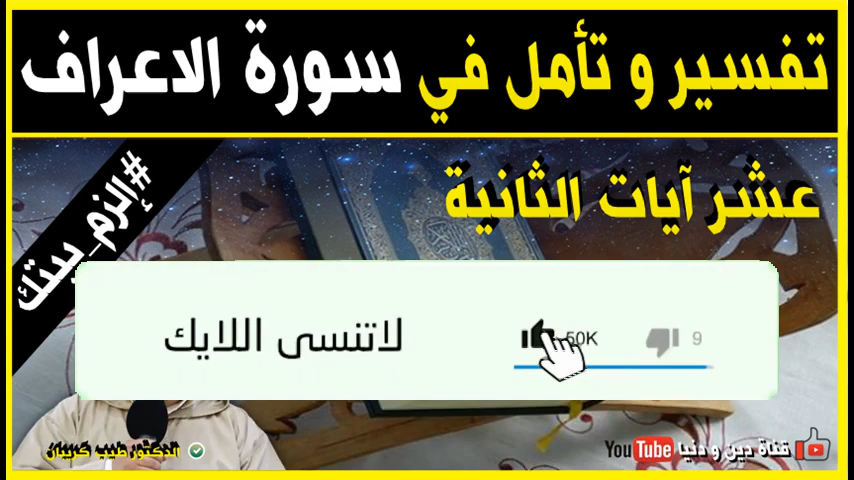 تفسير و تأمل في سورة الاعراف
عشر آيات الثانية
#إلزم_بيتك
لاتنسى اللايك
50K
9
الدكتور طيب كريبان
YouTube قناة دين و دنيا